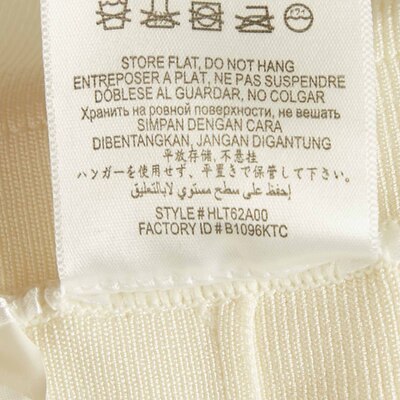 STORE FLAT, DO NOT HANG
ENTREPOSER A PLAT, NE PAS SUSPENDRE
DÓBLESE AL GUARDAR, NO COLGAR
Хранить на ровной поверхности, не вешать
SIMPAN DENGAN CARA
DIBENTANGKAN, JANGAN DIGANTUNG
平放存储, 不悬挂
ハンガーを使用せず、平置きで保管して下さい。
إحفظ على سطح مستوي لا بالتعليق
STYLE # HLT62A00
FACTORY ID # B1096KTC